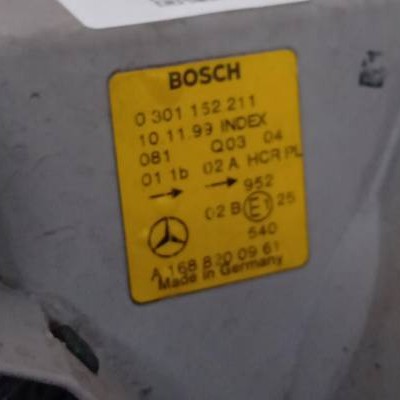 BOSCH
0 301 152 211
10.11.99 INDEX
081 Q03 04
01 1b 02 A HCR PL
952
02 B E1 25
540
A 168 820 09 61
Made in Germany